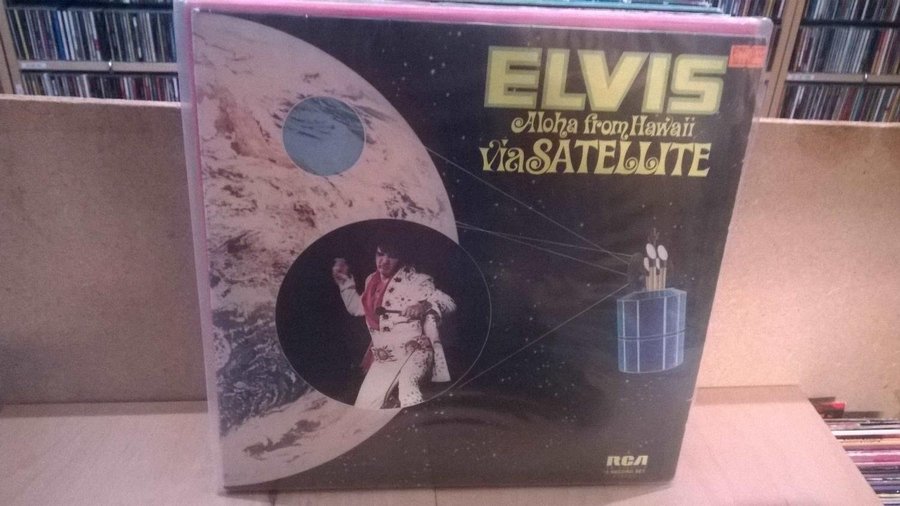 ELVIS
Aloha from Hawaii
via SATELLITE
RCA